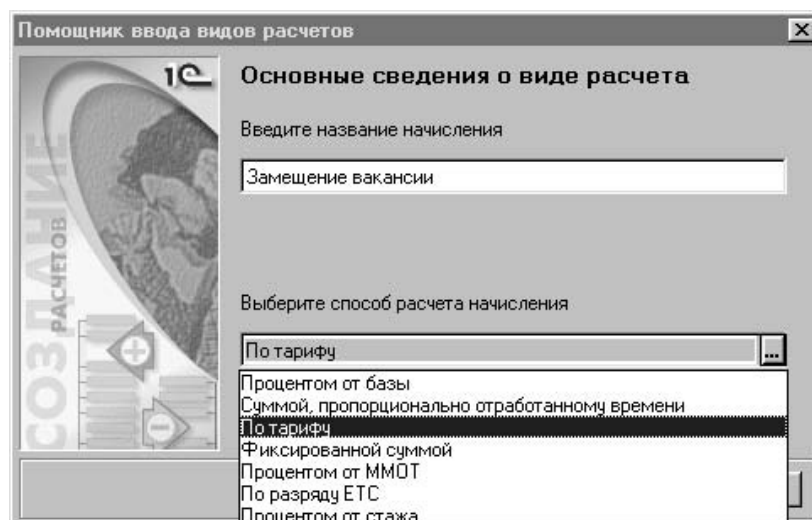 Помощник ввода видов расчетов
1С
Основные сведения о виде расчета
Введите название начисления
Замещение вакансии
Выберите способ расчета начисления
По тарифу
...
Процентом от базы
Суммой, пропорционально отработанному времени
По тарифу
Фиксированной суммой
Процентом от ММОТ
По разряду ЕТС
Процентом от стажа
СОЗДАНИЕ
РАСЧЕТОВ